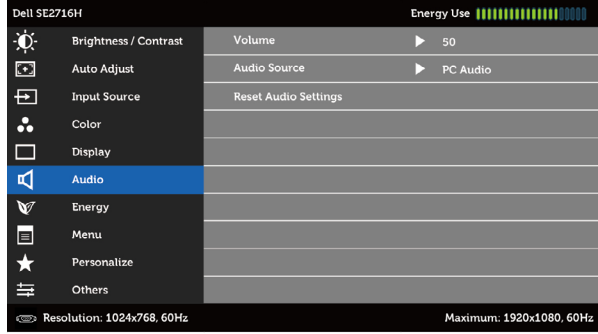 Dell SE2716H Energy Use
Brightness / Contrast Volume 50
Auto Adjust Audio Source PC Audio
Input Source Reset Audio Settings
Color
Display
Audio
Energy
Menu
Personalize
Others
Resolution: 1024x768, 60Hz Maximum: 1920x1080, 60Hz